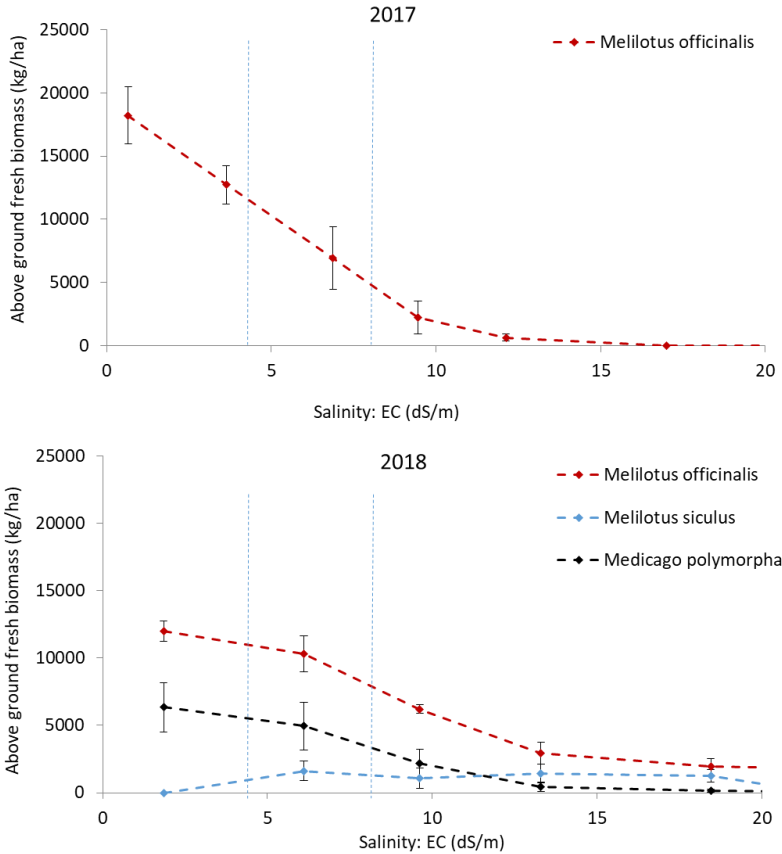 2017
Melilotus officinalis
Above ground fresh biomass (kg/ha)
25000
20000
15000
10000
5000
0
0 5 10 15 20
Salinity: EC (dS/m)
2018
Melilotus officinalis
Melilotus siculus
Medicago polymorpha
Above ground fresh biomass (kg/ha)
25000
20000
15000
10000
5000
0
0 5 10 15 20
Salinity: EC (dS/m)